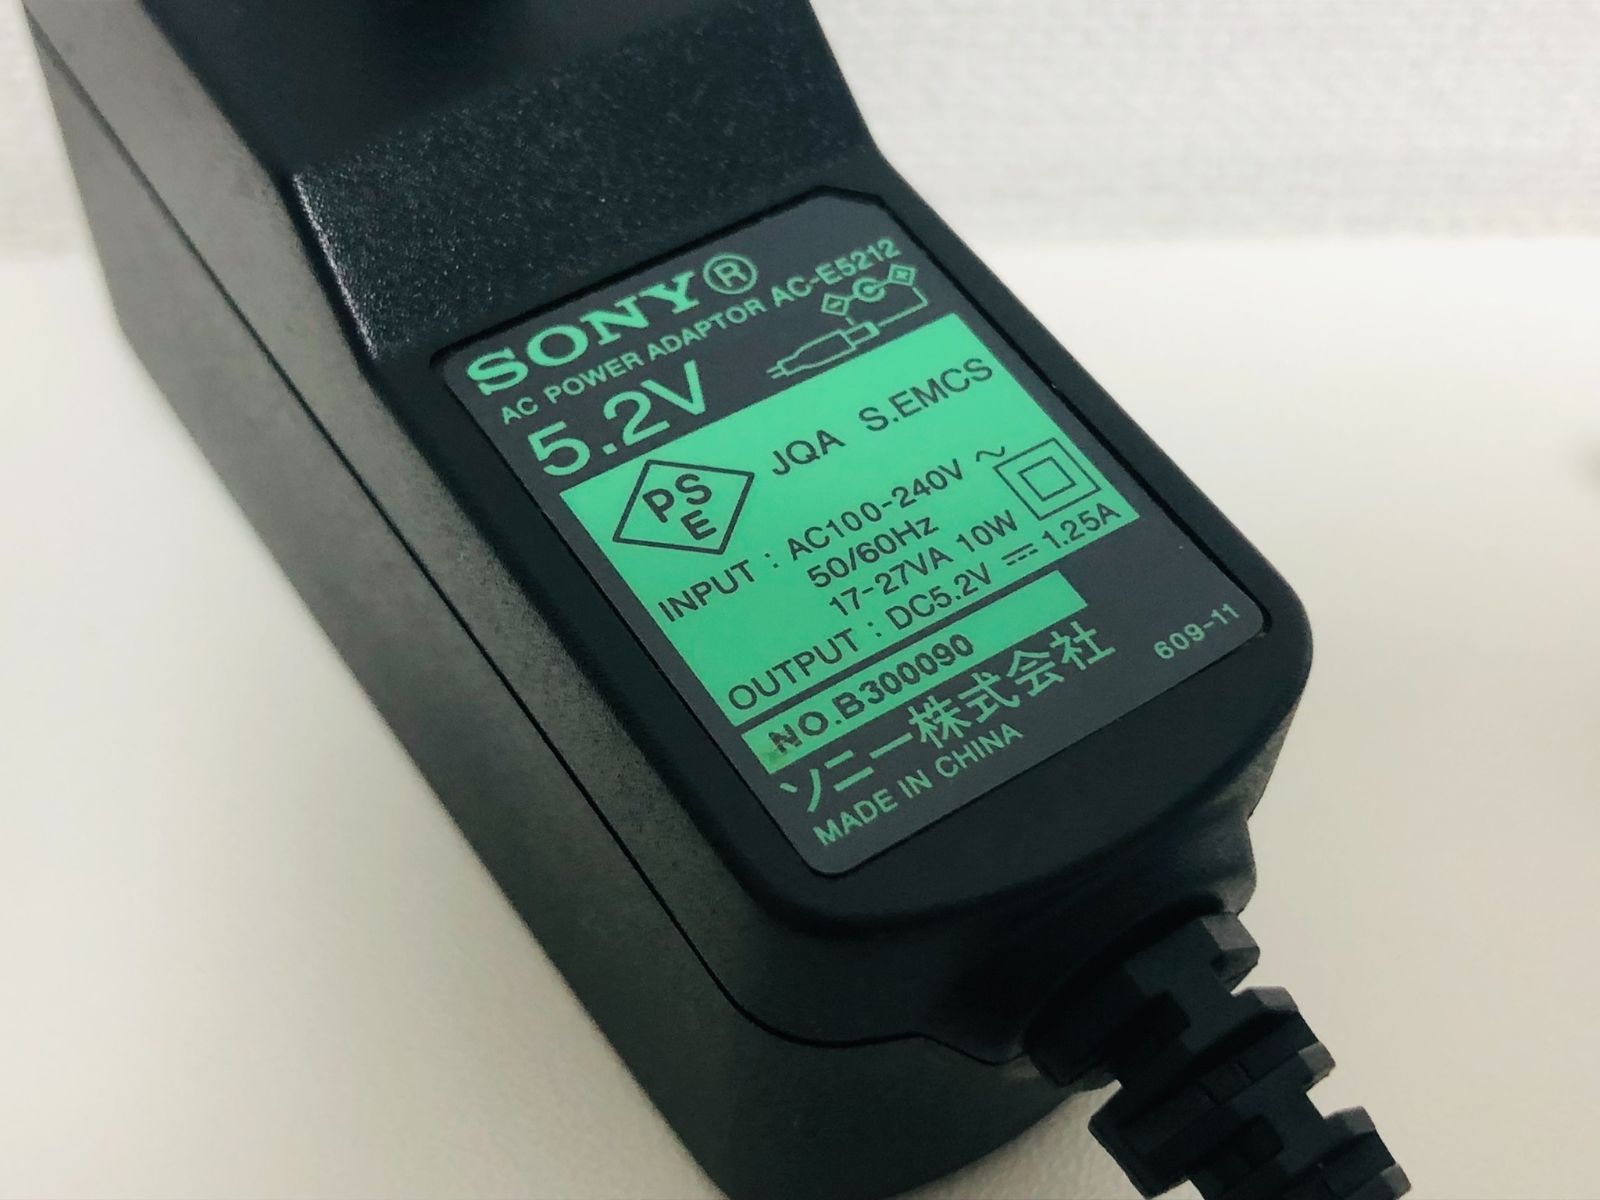 SONY®
AC POWER ADAPTOR AC-E5212
5.2V
PSE JQA S.EMCS
INPUT : AC100-240V ~
50/60Hz
17-27VA 10W
OUTPUT : DC5.2V ⎓ 1.25A
NO.B300090
ソニー株式会社
MADE IN CHINA
609-11